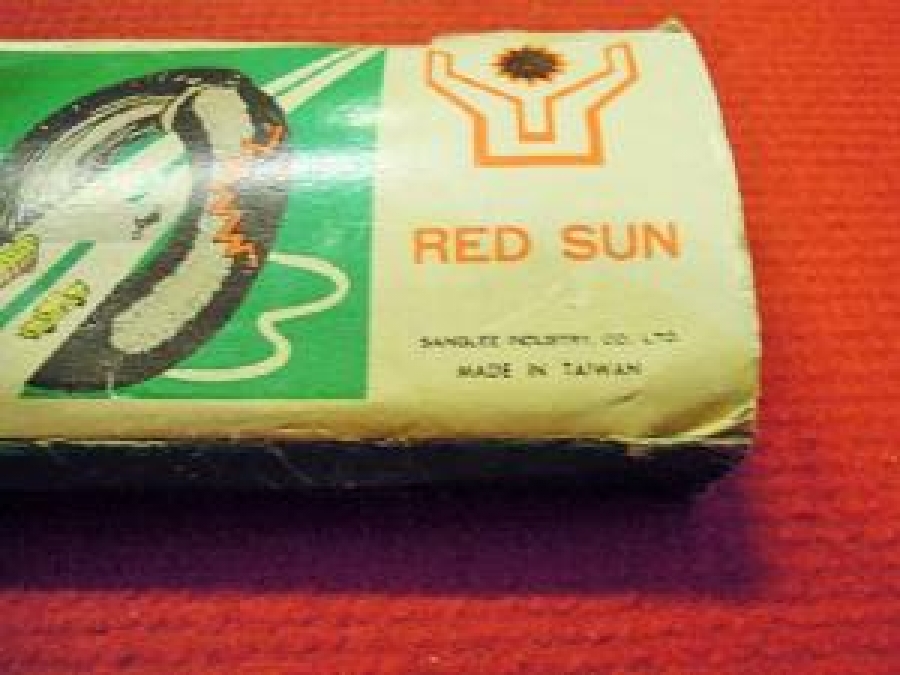 RED SUN
SANGLEE INDUSTRY CO., LTD.
MADE IN TAIWAN